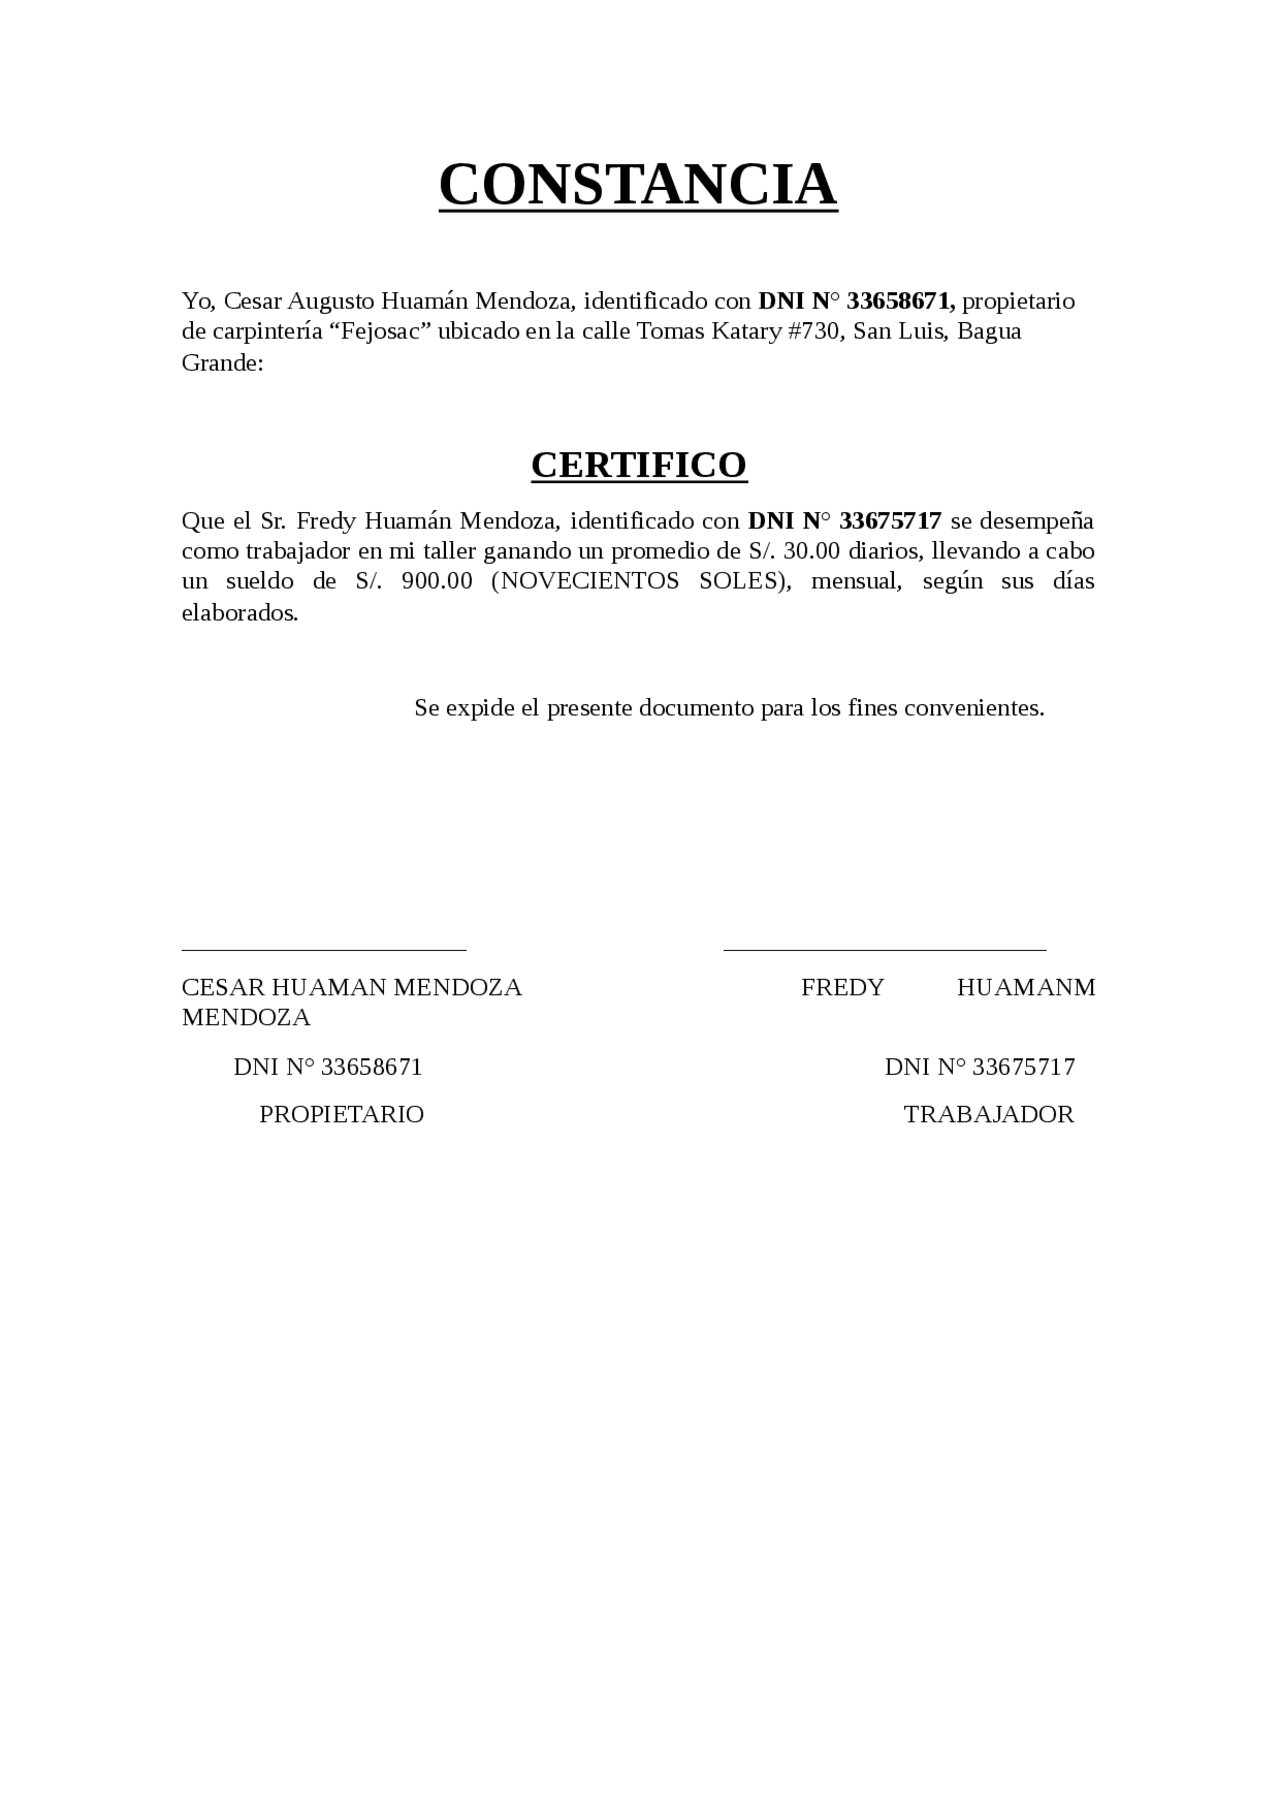 CONSTANCIA
Yo, Cesar Augusto Huamán Mendoza, identificado con DNI N° 33658671, propietario
de carpintería “Fejosac” ubicado en la calle Tomas Katary #730, San Luis, Bagua
Grande:
CERTIFICO
Que el Sr. Fredy Huamán Mendoza, identificado con DNI N° 33675717 se desempeña
como trabajador en mi taller ganando un promedio de S/. 30.00 diarios, llevando a cabo
un sueldo de S/. 900.00 (NOVECIENTOS SOLES), mensual, según sus días
elaborados.
Se expide el presente documento para los fines convenientes.
CESAR HUAMAN MENDOZA FREDY HUAMANM
MENDOZA
DNI N° 33658671 DNI N° 33675717
PROPIETARIO TRABAJADOR